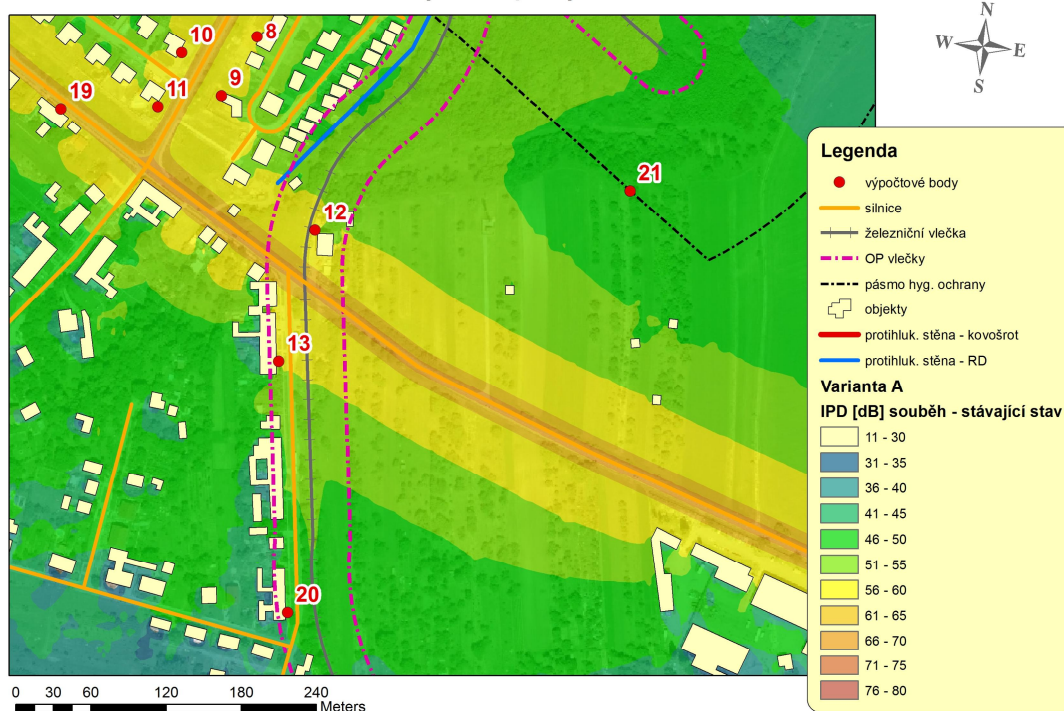 N
W E
S
10
8
9
11
19
12
21
13
20
Legenda
výpočtové body
silnice
železniční vlečka
OP vlečky
pásmo hyg. ochrany
objekty
protihluk. stěna - kovošrot
protihluk. stěna - RD
Varianta A
IPD [dB] souběh - stávající stav
11 - 30
31 - 35
36 - 40
41 - 45
46 - 50
51 - 55
56 - 60
61 - 65
66 - 70
71 - 75
76 - 80
0 30 60 120 180 240
Meters